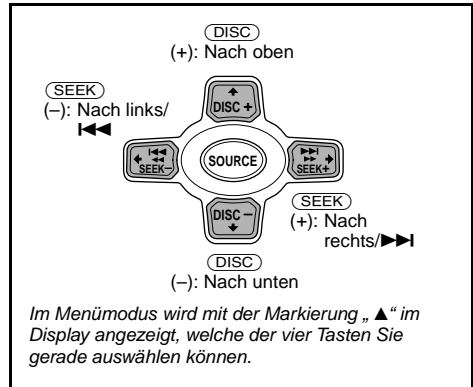 DISC
(+): Nach oben
SEEK
(–): Nach links/
⏮
DISC +
SEEK–
SOURCE
SEEK+
DISC –
SEEK
(+): Nach
rechts/⏭
DISC
(–): Nach unten
Im Menümodus wird mit der Markierung „ ▲“ im
Display angezeigt, welche der vier Tasten Sie
gerade auswählen können.